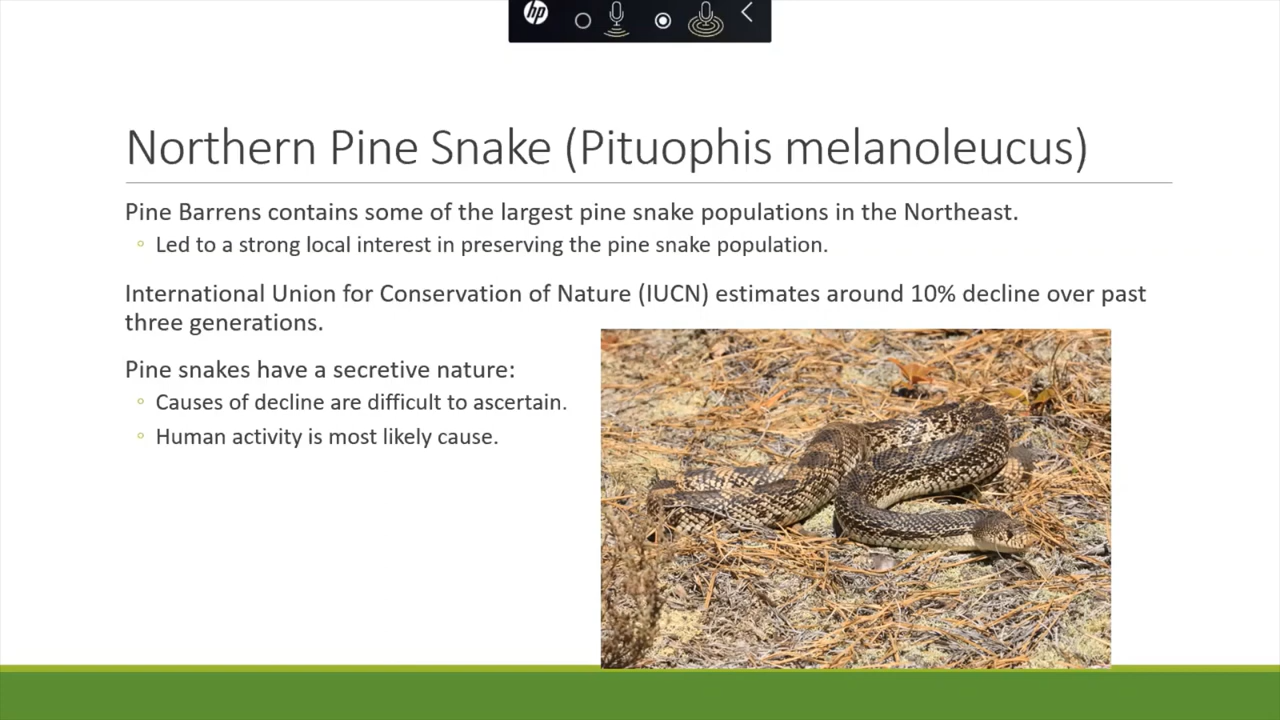 hp
Northern Pine Snake (Pituophis melanoleucus)
Pine Barrens contains some of the largest pine snake populations in the Northeast.
Led to a strong local interest in preserving the pine snake population.
International Union for Conservation of Nature (IUCN) estimates around 10% decline over past
three generations.
Pine snakes have a secretive nature:
Causes of decline are difficult to ascertain.
Human activity is most likely cause.